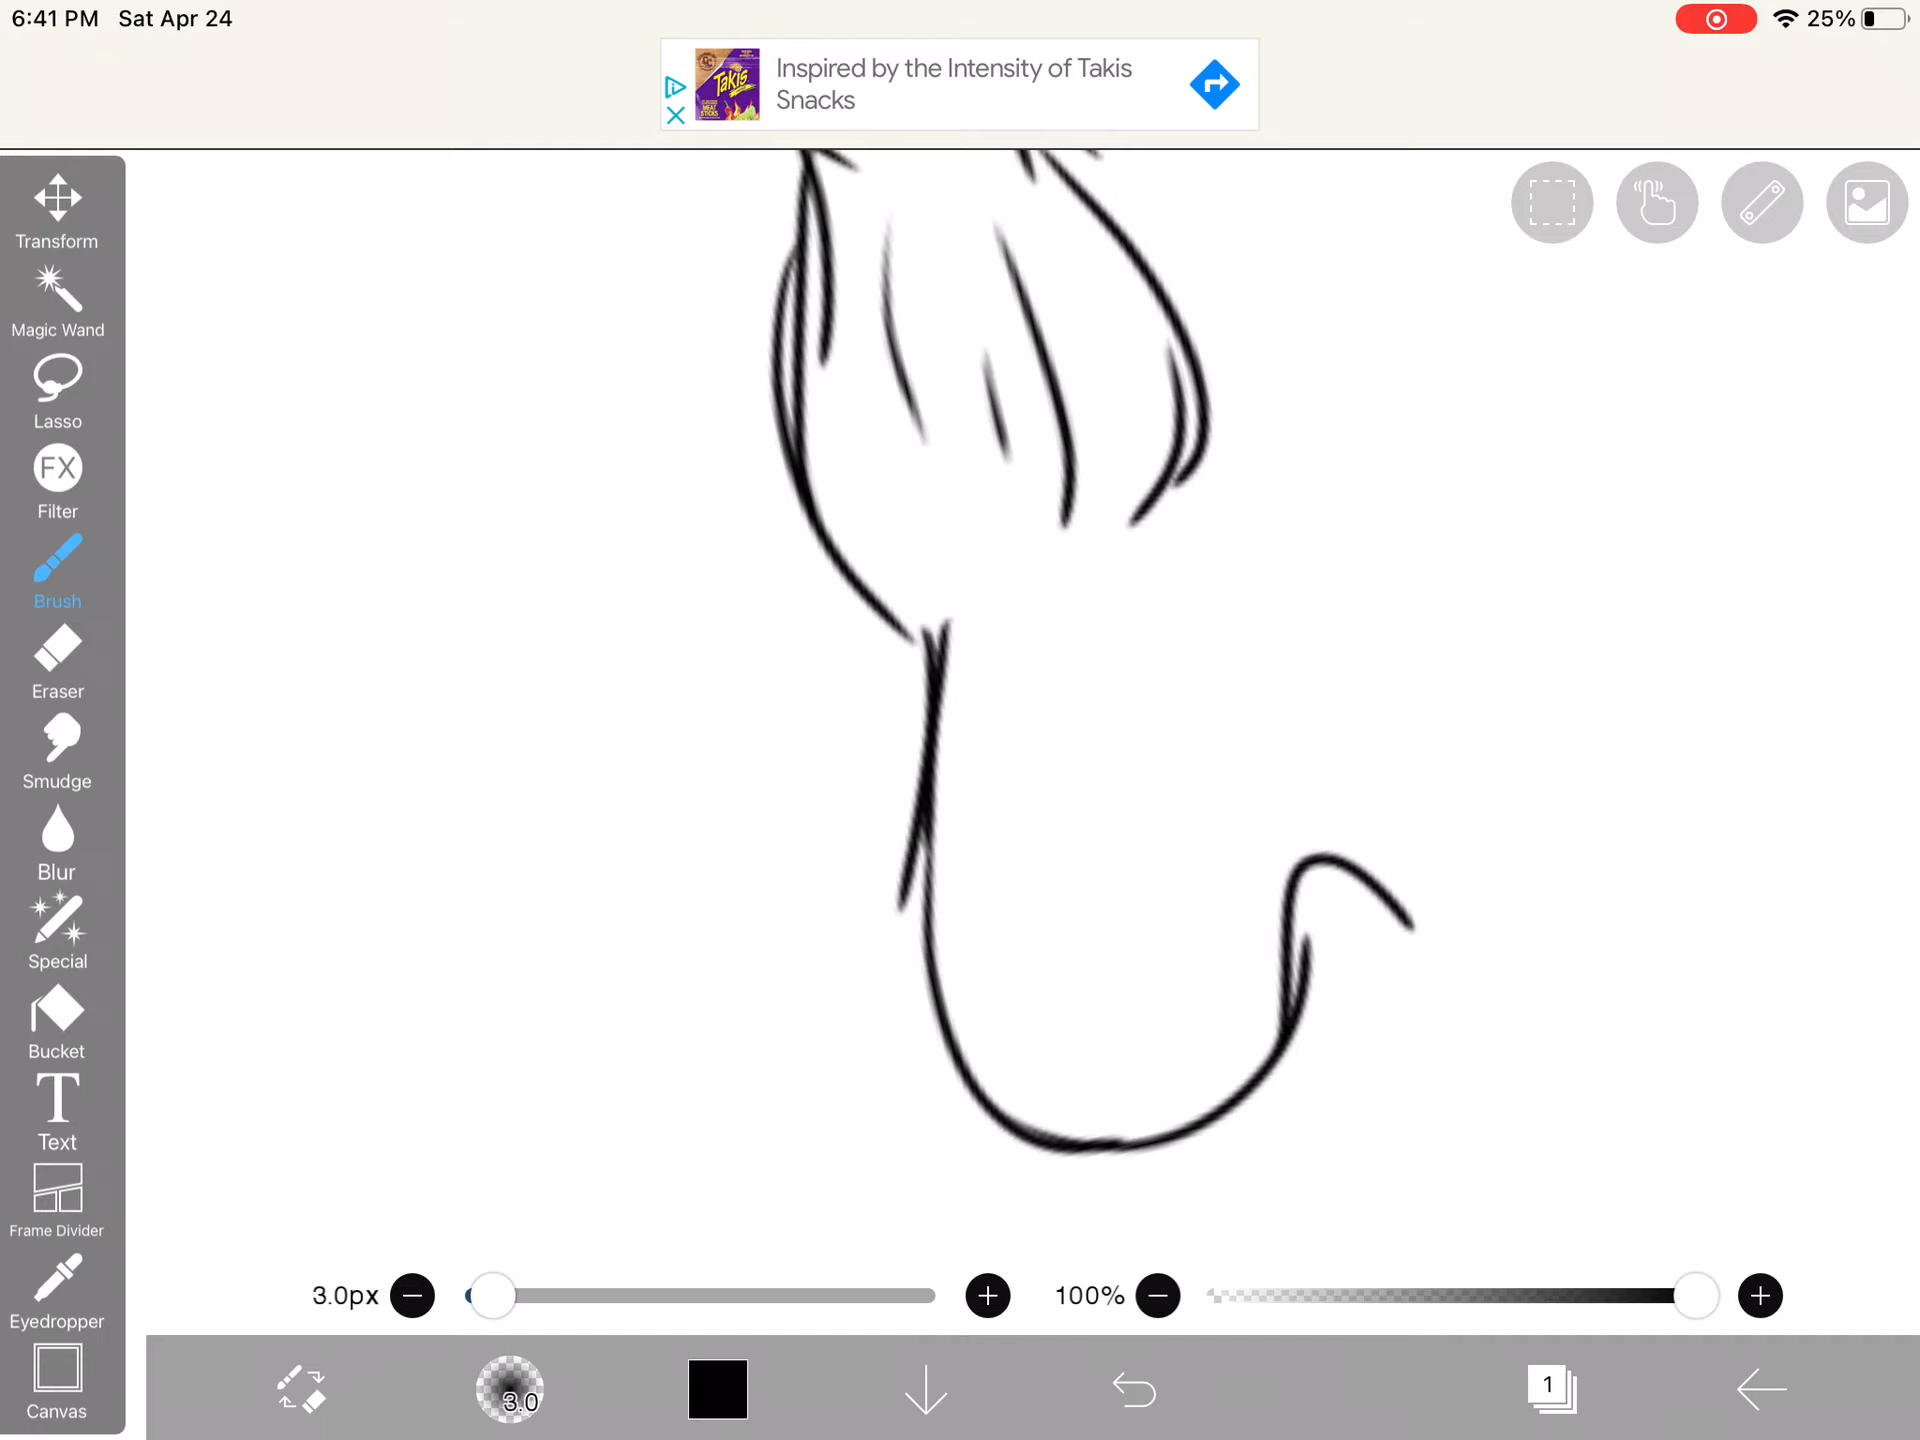 6:41 PM Sat Apr 24
25%
Takis
MEAT
STICKS
Inspired by the Intensity of Takis
Snacks
Transform
Magic Wand
Lasso
FX
Filter
Brush
Eraser
Smudge
Blur
Special
Bucket
T
Text
Frame Divider
Eyedropper
Canvas
3.0px
100%
3.0
1